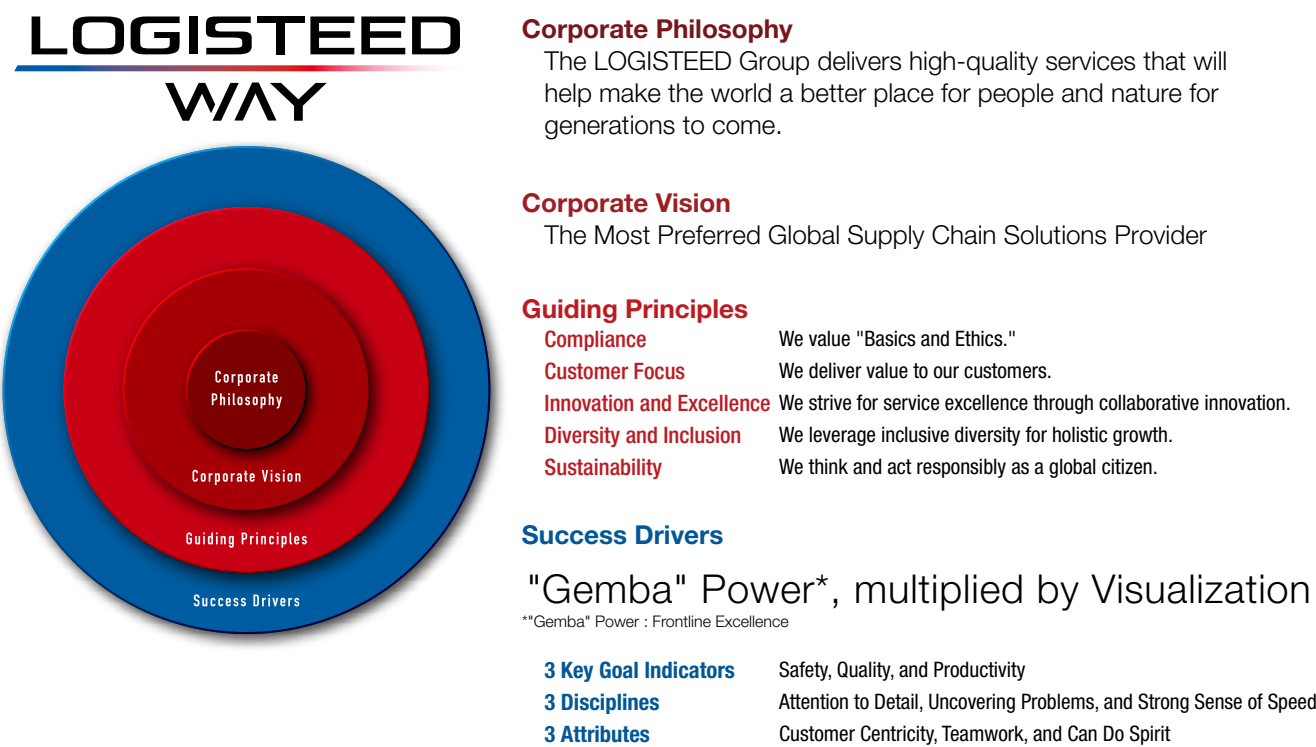 LOGISTEED
WAY
Corporate
Philosophy
Corporate Vision
Guiding Principles
Success Drivers
Corporate Philosophy
The LOGISTEED Group delivers high-quality services that will
help make the world a better place for people and nature for
generations to come.
Corporate Vision
The Most Preferred Global Supply Chain Solutions Provider
Guiding Principles
Compliance We value "Basics and Ethics."
Customer Focus We deliver value to our customers.
Innovation and Excellence We strive for service excellence through collaborative innovation.
Diversity and Inclusion We leverage inclusive diversity for holistic growth.
Sustainability We think and act responsibly as a global citizen.
Success Drivers
"Gemba" Power*, multiplied by Visualization
*"Gemba" Power : Frontline Excellence
3 Key Goal Indicators Safety, Quality, and Productivity
3 Disciplines Attention to Detail, Uncovering Problems, and Strong Sense of Speed
3 Attributes Customer Centricity, Teamwork, and Can Do Spirit